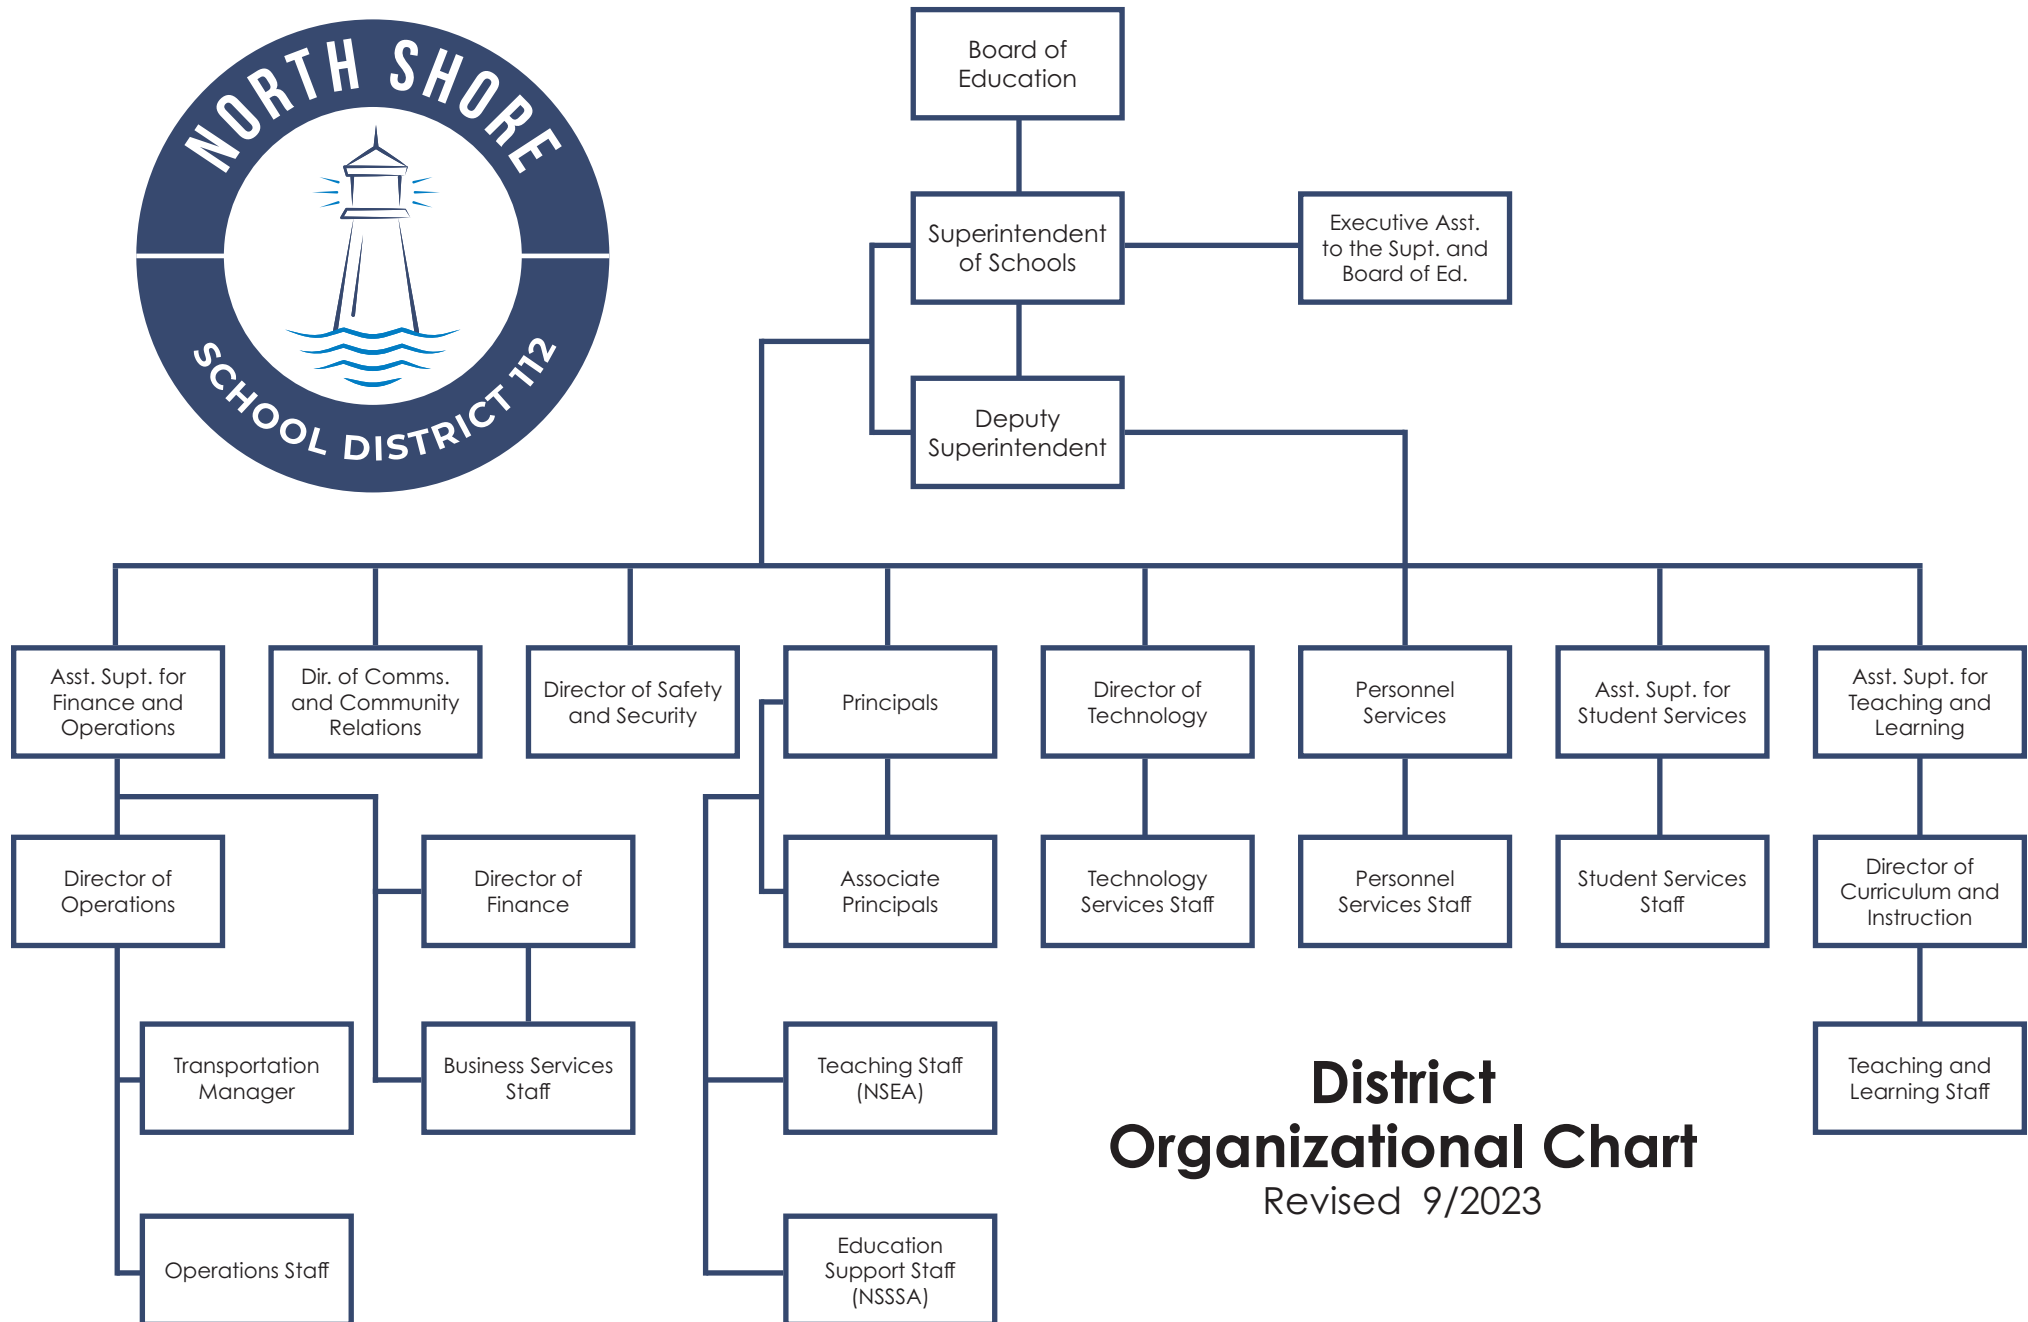 NORTH SHORE
SCHOOL DISTRICT 112
Board of
Education
Superintendent
of Schools
Executive Asst.
to the Supt. and
Board of Ed.
Deputy
Superintendent
Asst. Supt. for
Finance and
Operations
Dir. of Comms.
and Community
Relations
Director of Safety
and Security
Principals
Director of
Technology
Personnel
Services
Asst. Supt. for
Student Services
Asst. Supt. for
Teaching and
Learning
Director of
Operations
Director of
Finance
Associate
Principals
Technology
Services Staff
Personnel
Services Staff
Student Services
Staff
Director of
Curriculum and
Instruction
Transportation
Manager
Business Services
Staff
Teaching Staff
(NSEA)
Teaching and
Learning Staff
Operations Staff
Education
Support Staff
(NSSSA)
District
Organizational Chart
Revised 9/2023